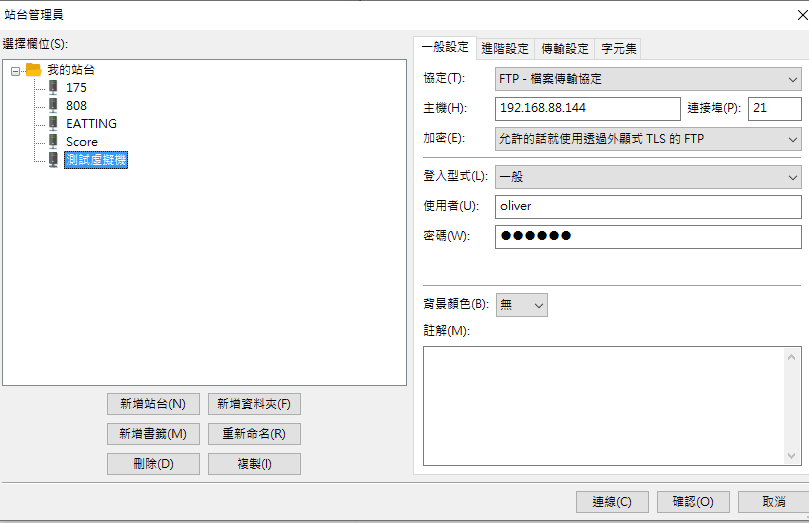 站台管理員
選擇欄位(S):
我的站台
175
808
EATTING
Score
測試虛擬機
新增站台(N) 新增資料夾(F)
新增書籤(M) 重新命名(R)
刪除(D) 複製(I)
一般設定 進階設定 傳輸設定 字元集
協定(T): FTP - 檔案傳輸協定
主機(H): 192.168.88.144 連接埠(P): 21
加密(E): 允許的話就使用透過外顯式 TLS 的 FTP
登入型式(L): 一般
使用者(U): oliver
密碼(W): ●●●●●●
背景顏色(B): 無
註解(M):
連線(C) 確認(O) 取消